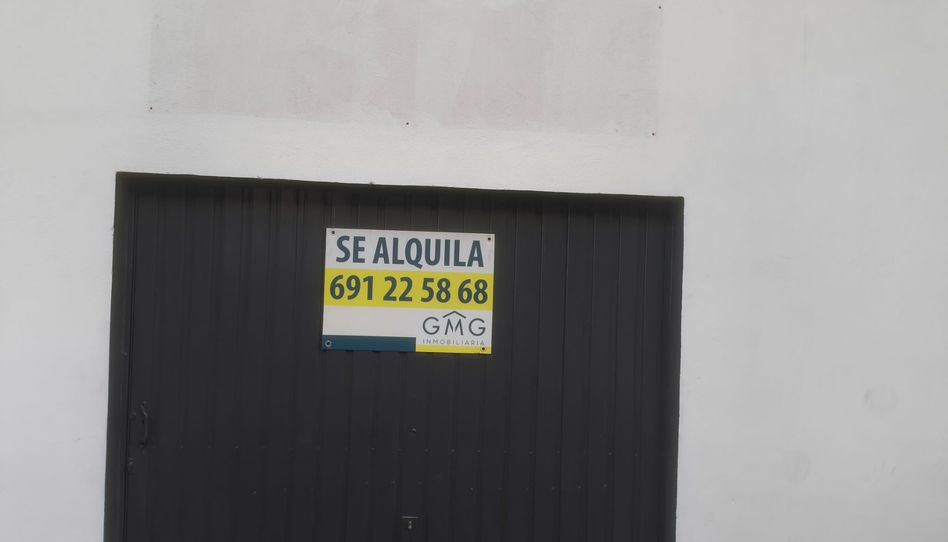 SE ALQUILA
691 22 58 68
GMG
INMOBILIARIA